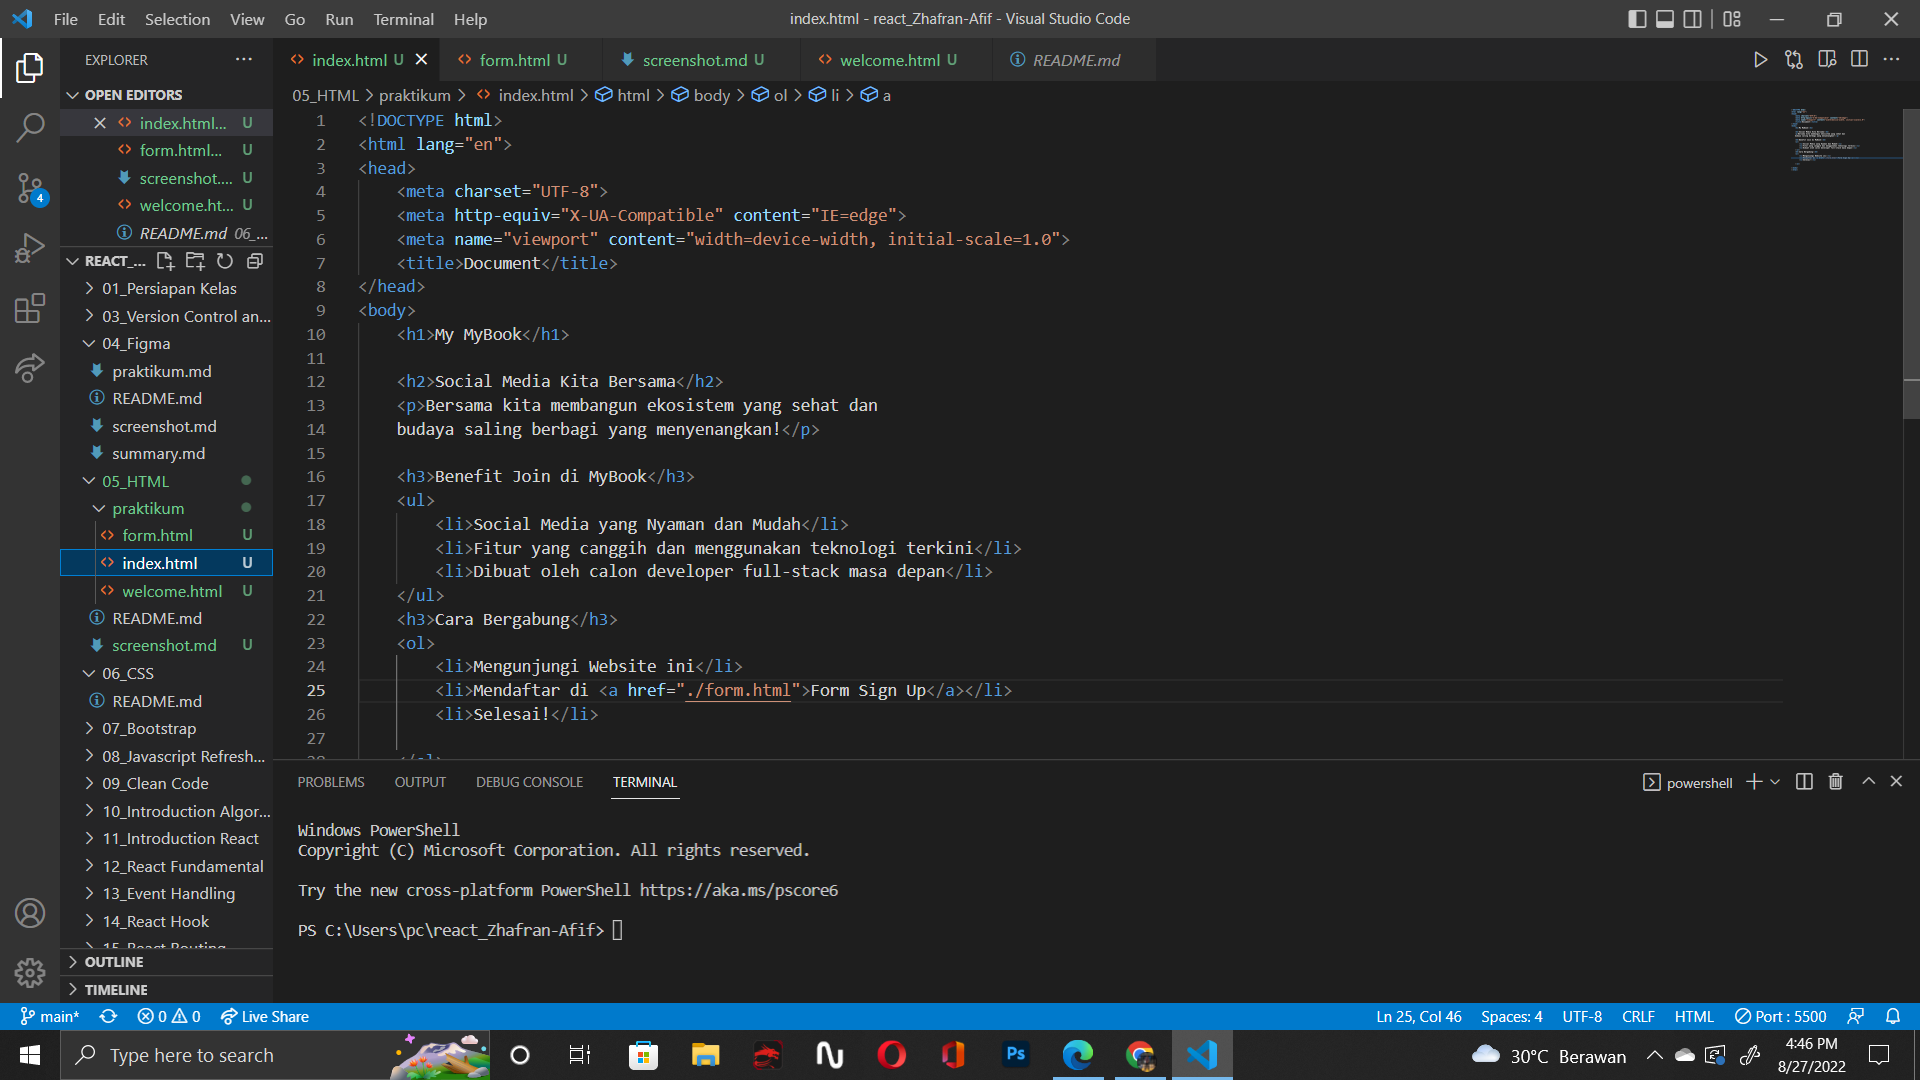 File Edit Selection View Go Run Terminal Help
index.html - react_Zhafran-Afif - Visual Studio Code
EXPLORER
index.html U
form.html U
screenshot.md U
welcome.html U
README.md
OPEN EDITORS
index.html... U
form.html... U
screenshot.... U
welcome.ht... U
README.md 06_...
4
REACT_...
01_Persiapan Kelas
03_Version Control an...
04_Figma
praktikum.md
README.md
screenshot.md
summary.md
05_HTML
praktikum
form.html U
index.html U
welcome.html U
README.md
screenshot.md U
06_CSS
README.md
07_Bootstrap
08_Javascript Refresh...
09_Clean Code
10_Introduction Algor...
11_Introduction React
12_React Fundamental
13_Event Handling
14_React Hook
15_React Routing
OUTLINE
TIMELINE
05_HTML > praktikum > index.html > html > body > ol > li > a
1 <!DOCTYPE html>
2 <html lang="en">
3 <head>
4 <meta charset="UTF-8">
5 <meta http-equiv="X-UA-Compatible" content="IE=edge">
6 <meta name="viewport" content="width=device-width, initial-scale=1.0">
7 <title>Document</title>
8 </head>
9 <body>
10 <h1>My MyBook</h1>
11
12 <h2>Social Media Kita Bersama</h2>
13 <p>Bersama kita membangun ekosistem yang sehat dan
14 budaya saling berbagi yang menyenangkan!</p>
15
16 <h3>Benefit Join di MyBook</h3>
17 <ul>
18 <li>Social Media yang Nyaman dan Mudah</li>
19 <li>Fitur yang canggih dan menggunakan teknologi terkini</li>
20 <li>Dibuat oleh calon developer full-stack masa depan</li>
21 </ul>
22 <h3>Cara Bergabung</h3>
23 <ol>
24 <li>Mengunjungi Website ini</li>
25 <li>Mendaftar di <a href="./form.html">Form Sign Up</a></li>
26 <li>Selesai!</li>
27
28 </ol>
PROBLEMS OUTPUT DEBUG CONSOLE TERMINAL
powershell
Windows PowerShell
Copyright (C) Microsoft Corporation. All rights reserved.
Try the new cross-platform PowerShell https://aka.ms/pscore6
PS C:\Users\pc\react_Zhafran-Afif>
main* 0 0 Live Share
Ln 25, Col 46 Spaces: 4 UTF-8 CRLF HTML Port : 5500
Type here to search
Ps
30°C Berawan
4:46 PM
8/27/2022